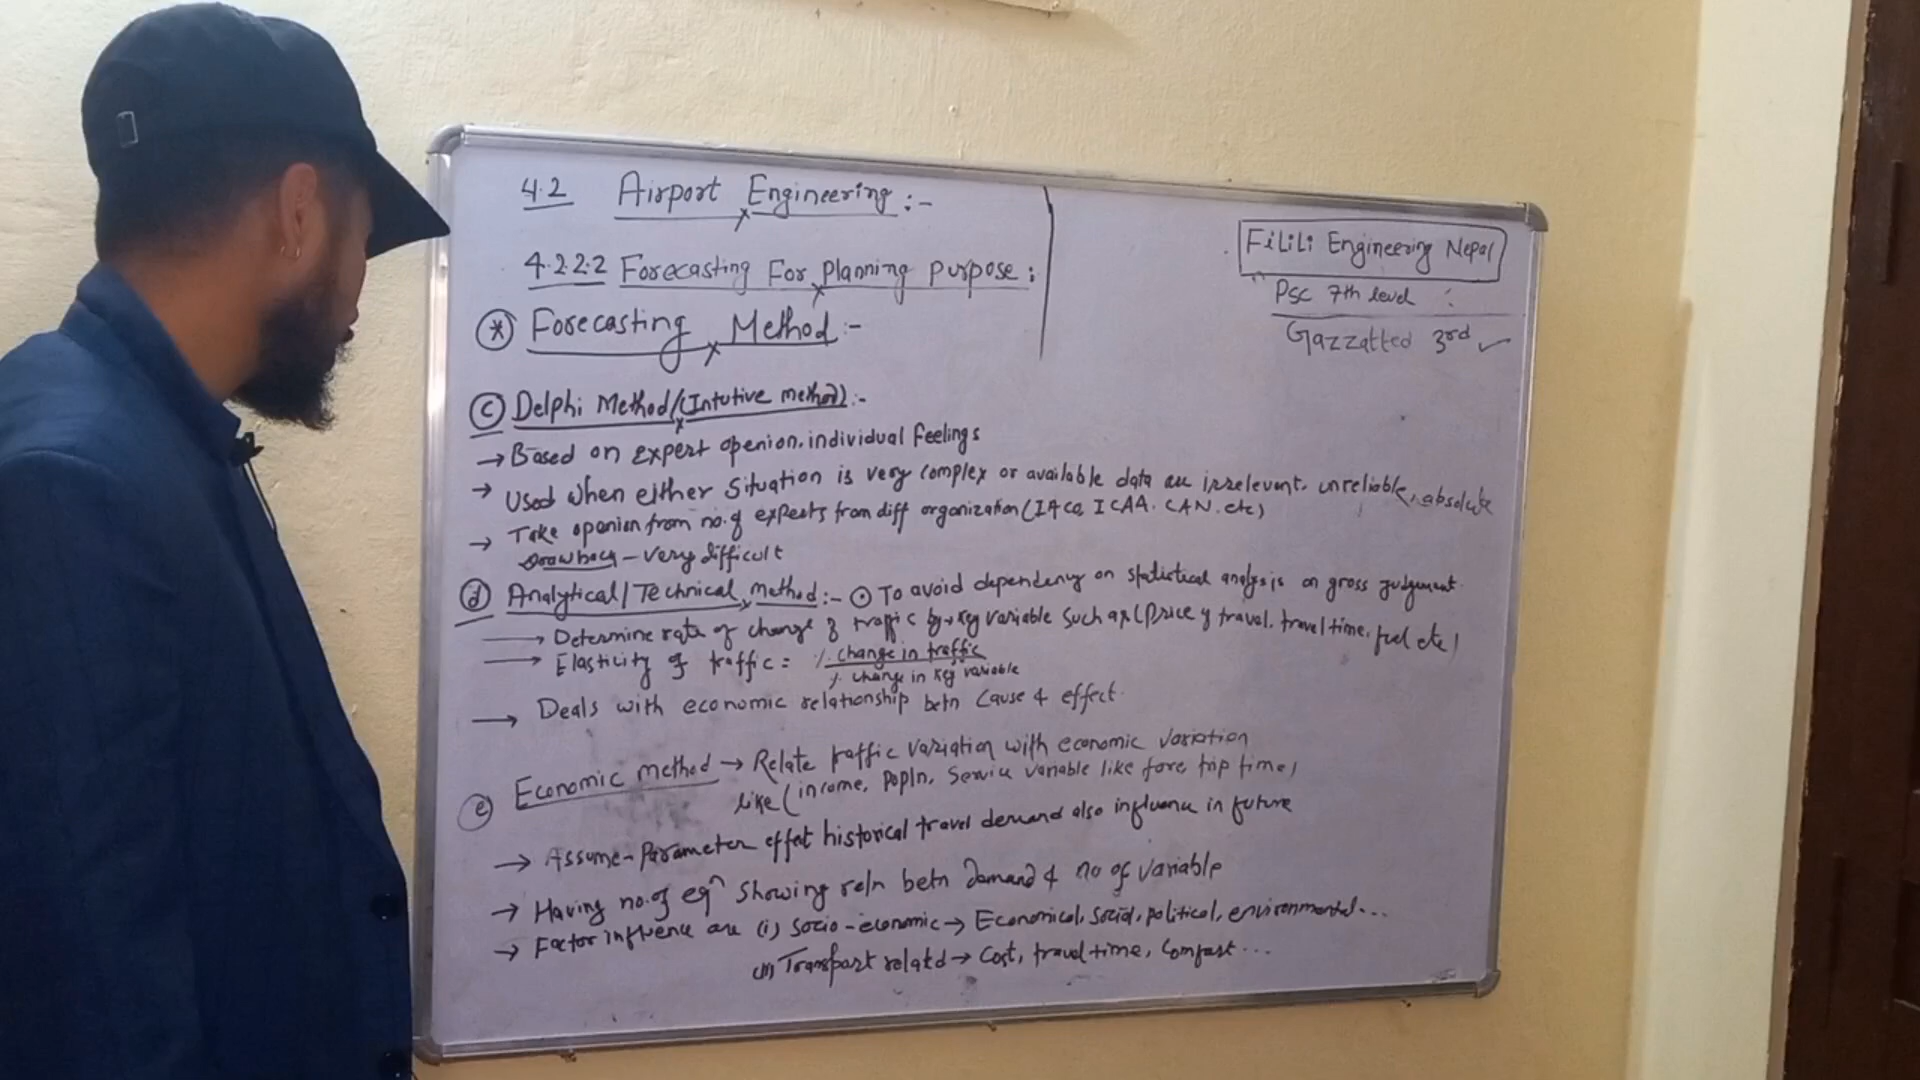 4.2 Airport Engineering :-
4.2.2.2 Forecasting For Planning Purpose :
* Forecasting Method :-
FiLiLi Engineering Nepal
Psc 7th level :
Gazzatted 3rd ✓
(c) Delphi Method/(Intutive method) :-
→ Based on expert openion, individual feelings
→ Used when either situation is very complex or available data are irrelevent, unreliable, absolute
→ Take openion from no. of experts from diff organization (IACO, ICAA, CAN, etc)
Drawback – Very difficult
(d) Analytical/Technical method :- ⊙ To avoid dependency on statistical analysis on gross judgement.
→ Determine rate of change of traffic by → key variable such as (price of travel, travel time, fuel etc)
→ Elasticity of traffic = % change in traffic
% change in key variable
→ Deals with economic relationship betn cause & effect.
(e) Economic method → Relate traffic variation with economic variation
like (income, popln, service variable like fare, trip time)
→ Assume - Parameter effet historical travel demand also influence in future
→ Having no. of eqn showing reln betn demand & no of variable
→ Factor influence are (i) Socio-economic → Economical, social, political, environmental...
(ii) Transport relatd → Cost, travel time, comfort...